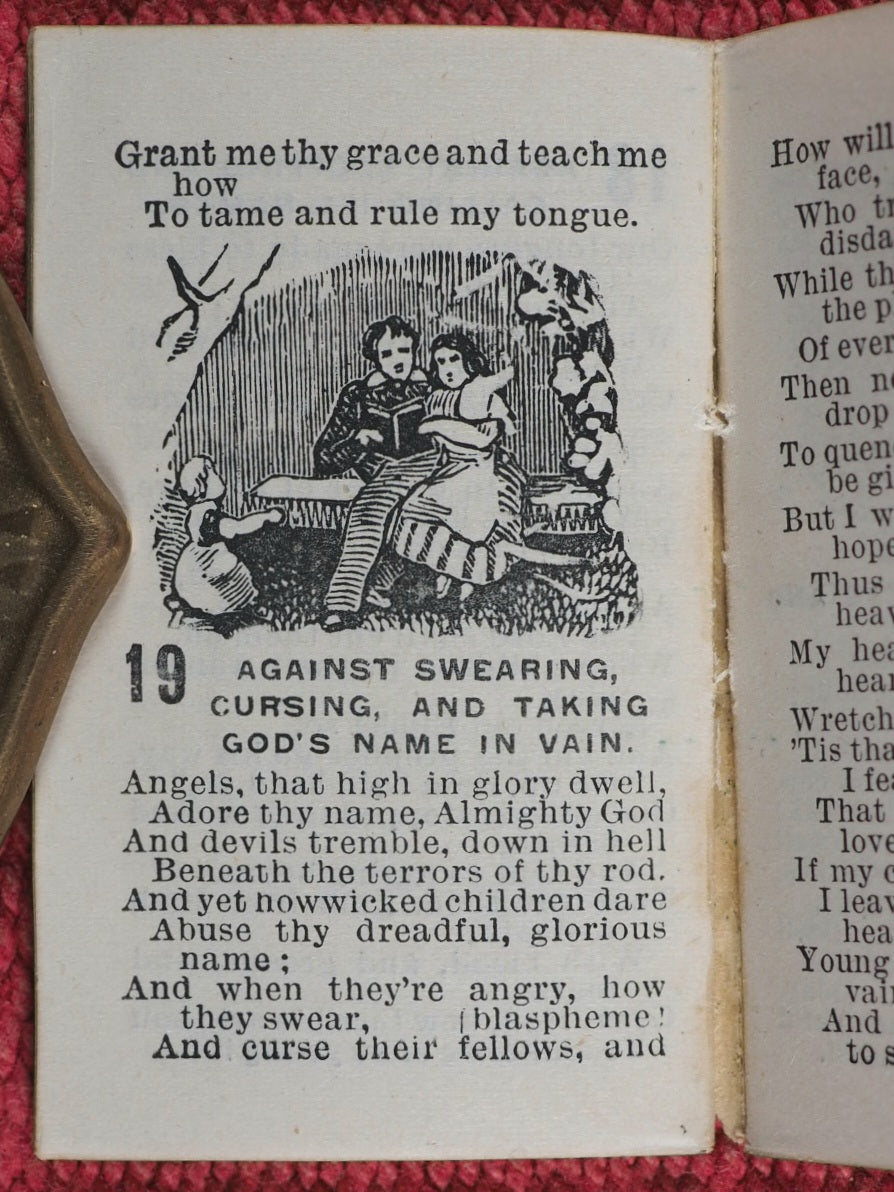 Grant me thy grace and teach me
how
To tame and rule my tongue.
19 AGAINST SWEARING,
CURSING, AND TAKING
GOD'S NAME IN VAIN.
Angels, that high in glory dwell,
Adore thy name, Almighty God
And devils tremble, down in hell
Beneath the terrors of thy rod.
And yet how wicked children dare
Abuse thy dreadful, glorious
name;
And when they're angry, how
they swear, [blaspheme!
And curse their fellows, and
How will
face,
Who
disda
While
the
Of ever
Then
drop
To quen
be
But I
hope
Thus
heav
My
hear
Wretch
'Tis tha
I fea
That
love
If my
I leav
hea
Young
vai
And
to